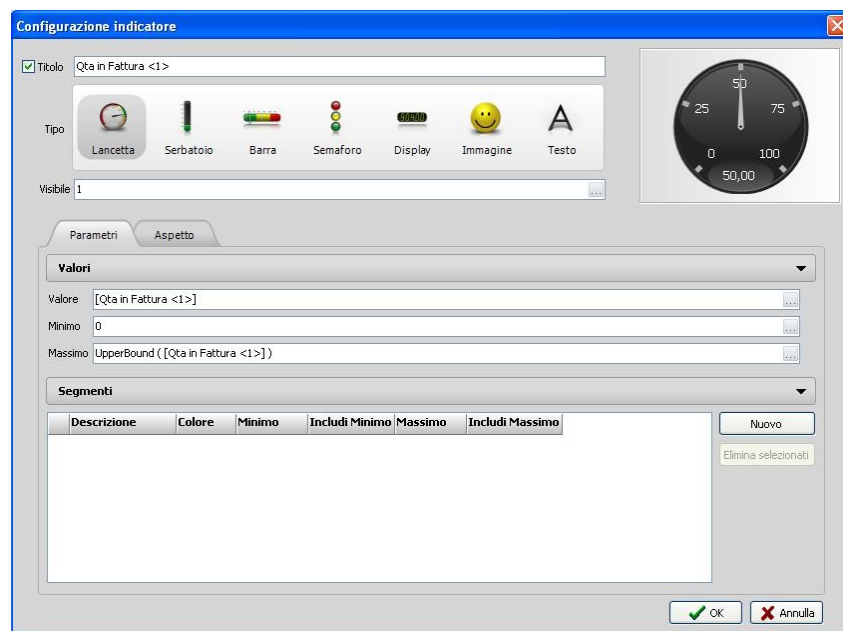 Configurazione indicatore
Titolo Qta in Fattura <1>
Tipo
Lancetta Serbatoio Barra Semaforo Display Immagine Testo
Visibile 1 ...
50
25 75
0 100
50,00
Parametri Aspetto
Valori
Valore [Qta in Fattura <1>] ...
Minimo 0 ...
Massimo UpperBound ( [Qta in Fattura <1>] ) ...
Segmenti
Descrizione Colore Minimo Includi Minimo Massimo Includi Massimo
Nuovo
Elimina selezionati
OK Annulla